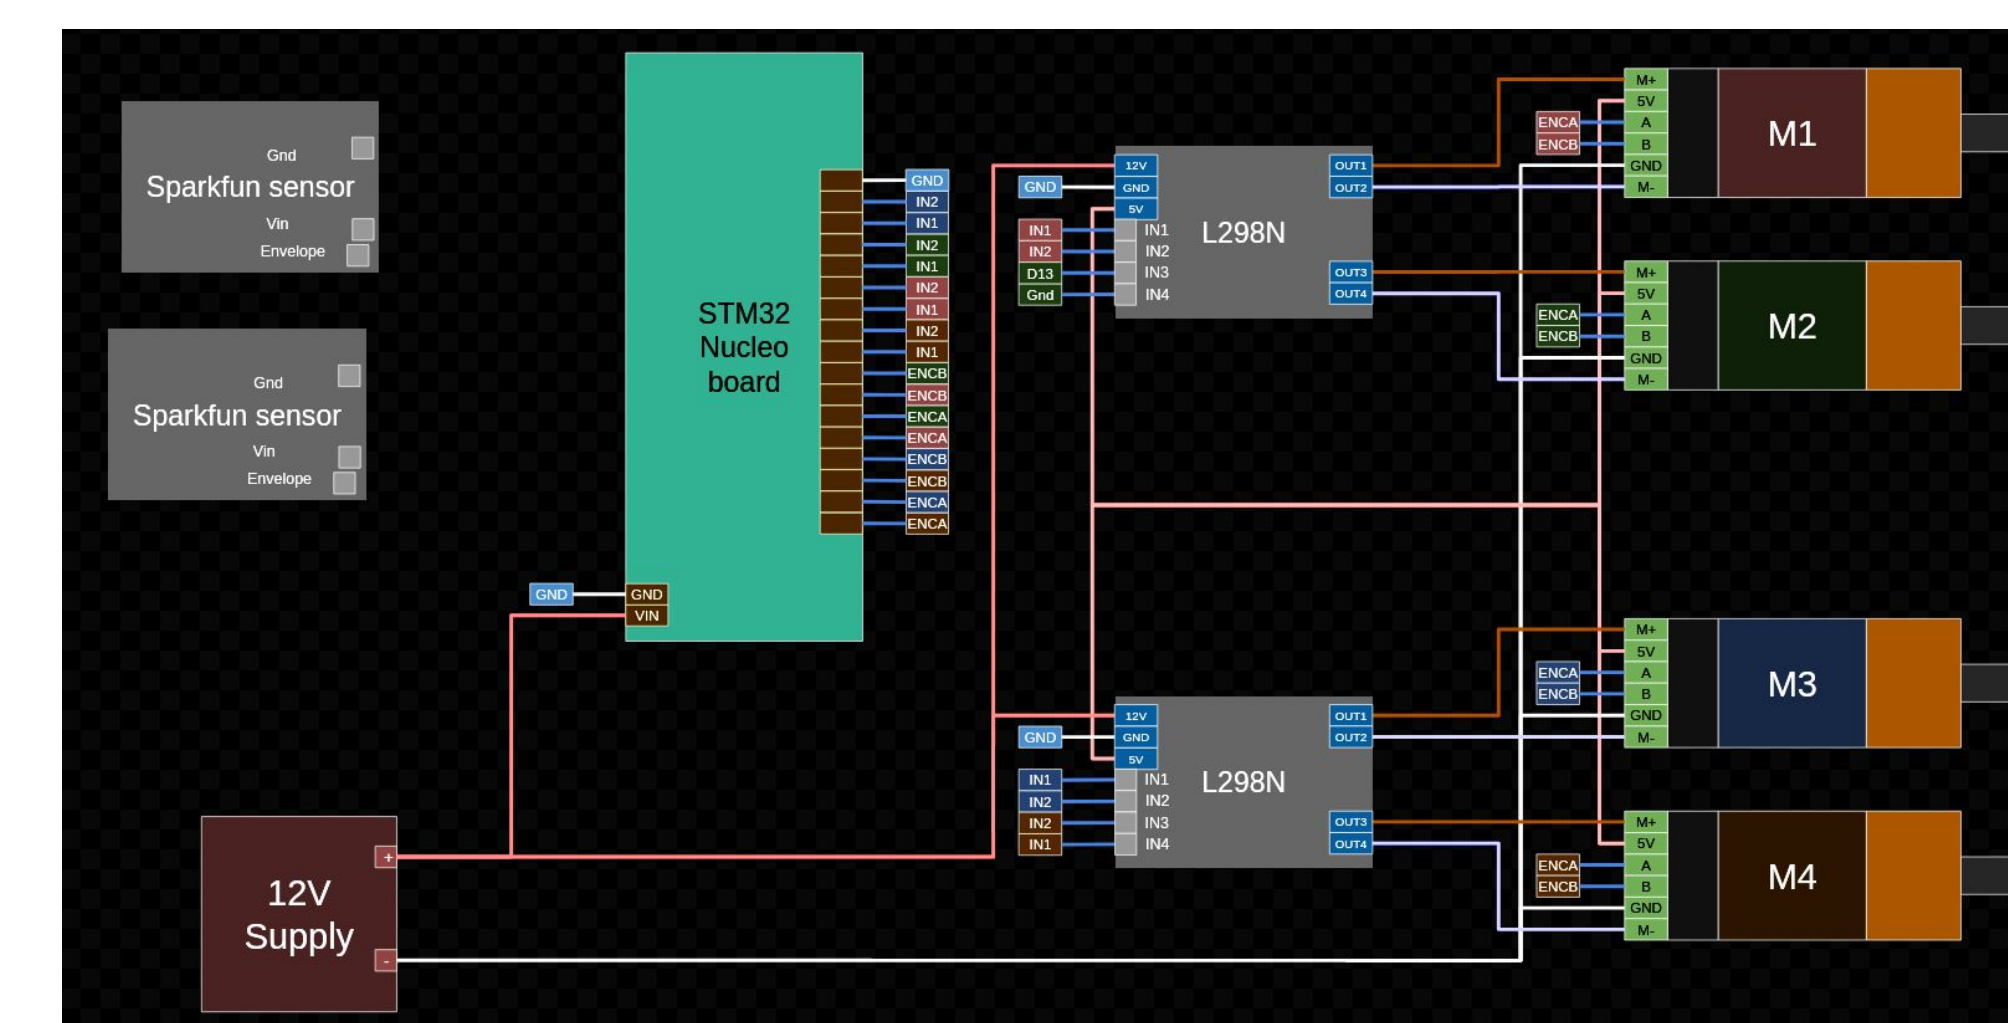 Gnd
Sparkfun sensor
Vin
Envelope
Gnd
Sparkfun sensor
Vin
Envelope
STM32
Nucleo
board
GND
IN2
IN1
IN2
IN1
IN2
IN1
IN2
IN1
ENCB
ENCB
ENCA
ENCA
ENCB
ENCB
ENCA
ENCA
GND GND
VIN
12V
Supply
+
-
GND
IN1
IN2
D13
Gnd
12V
GND
5V
IN1
IN2
IN3
IN4
L298N
OUT1
OUT2
OUT3
OUT4
GND
IN1
IN2
IN2
IN1
12V
GND
5V
IN1
IN2
IN3
IN4
L298N
OUT1
OUT2
OUT3
OUT4
ENCA
ENCB
M+
5V
A
B
GND
M-
M1
ENCA
ENCB
M+
5V
A
B
GND
M-
M2
ENCA
ENCB
M+
5V
A
B
GND
M-
M3
ENCA
ENCB
M+
5V
A
B
GND
M-
M4